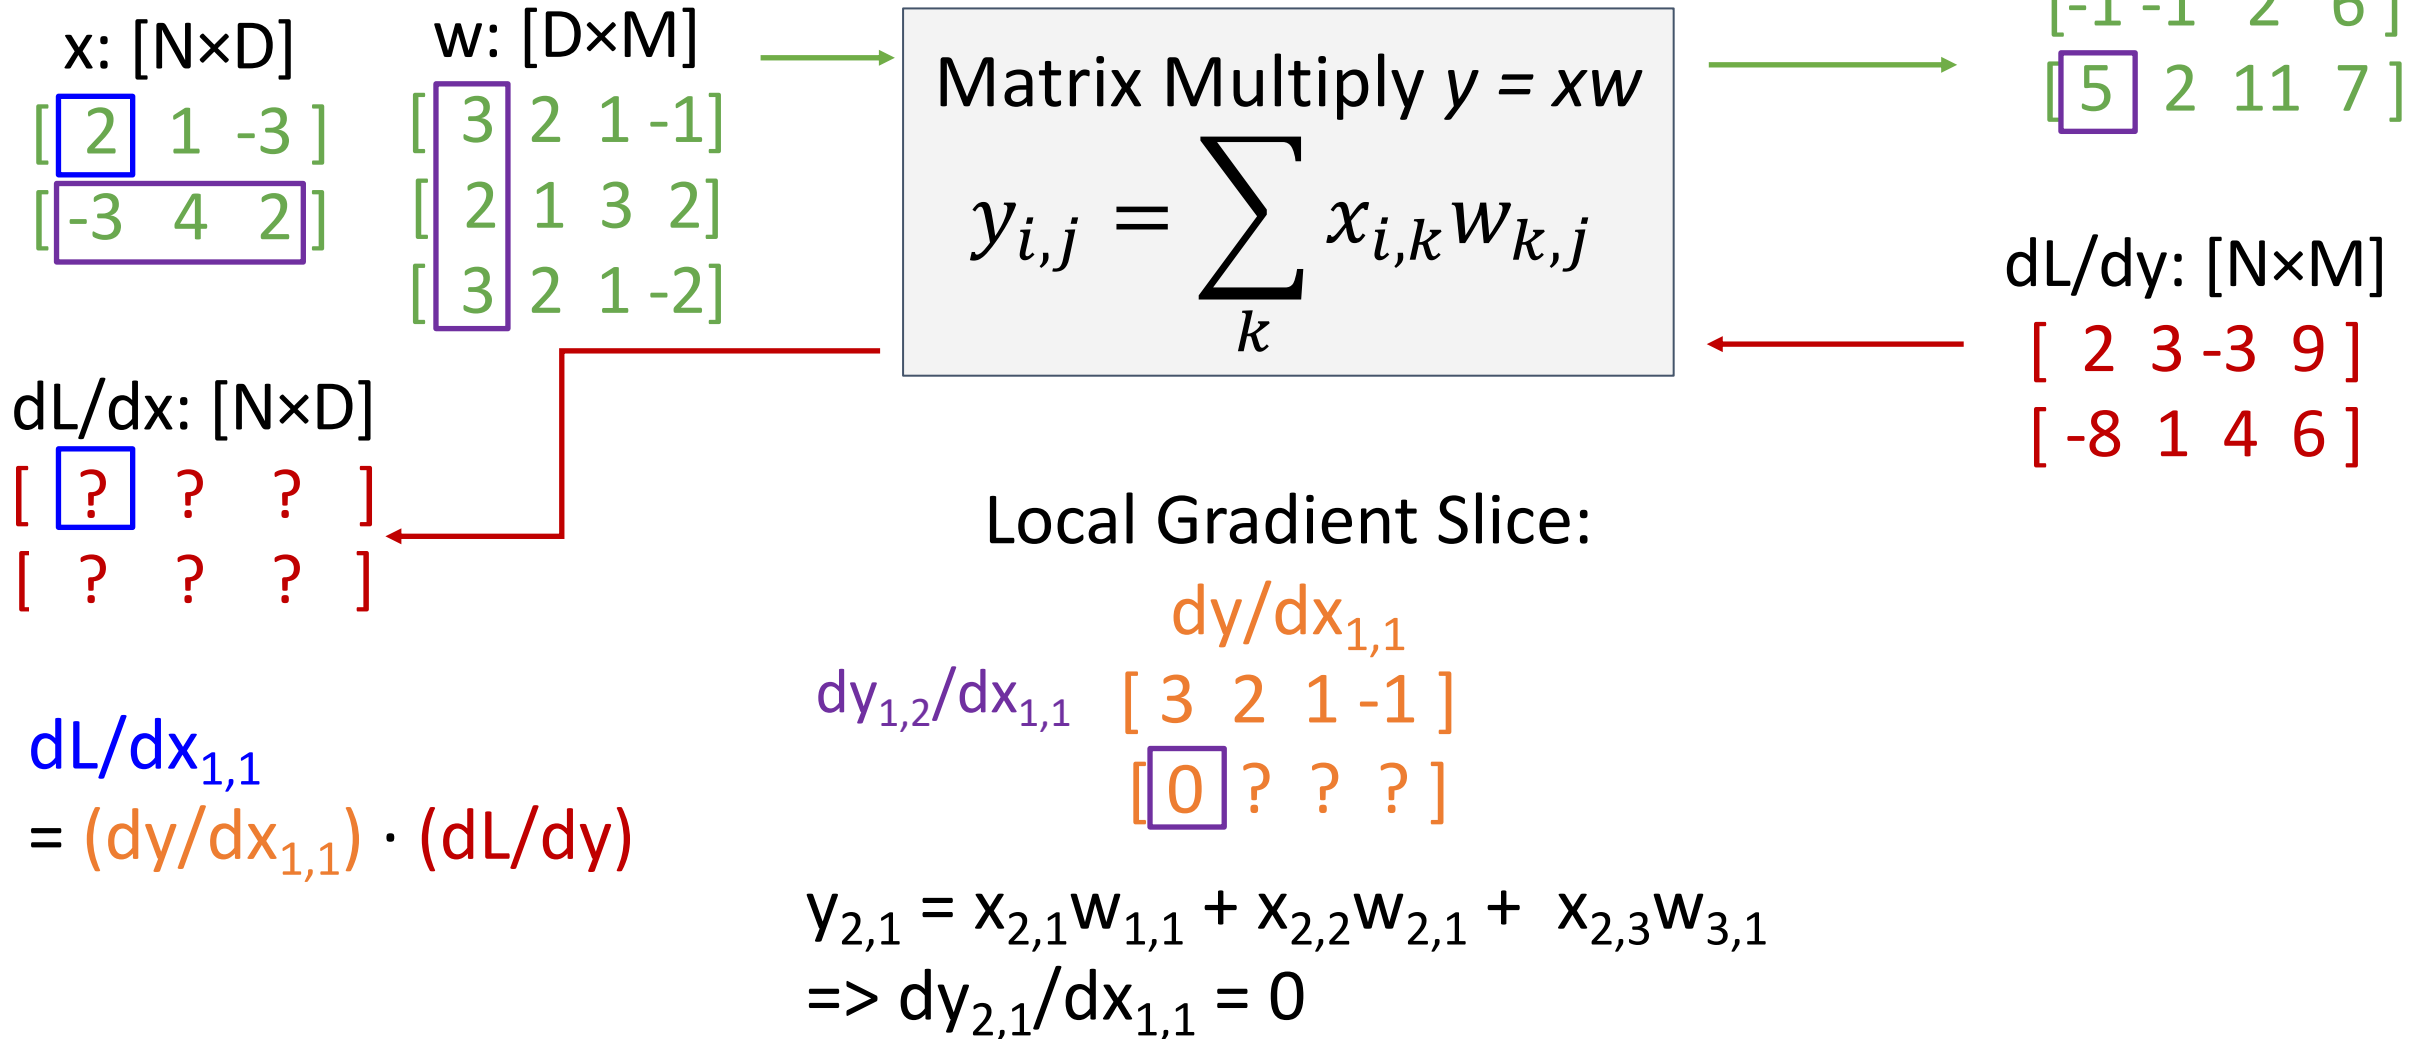 x: [N×D]
[ 2 1 -3 ]
[ -3 4 2 ]
w: [D×M]
[ 3 2 1 -1]
[ 2 1 3 2]
[ 3 2 1 -2]
Matrix Multiply y = xw
y_{i,j} = ∑_k x_{i,k} w_{k,j}
[-1 -1 2 6 ]
[ 5 2 11 7 ]
dL/dy: [N×M]
[ 2 3 -3 9 ]
[ -8 1 4 6 ]
dL/dx: [N×D]
[ ? ? ? ]
[ ? ? ? ]
dL/dx_{1,1}
= (dy/dx_{1,1}) · (dL/dy)
Local Gradient Slice:
dy/dx_{1,1}
dy_{1,2}/dx_{1,1} [ 3 2 1 -1 ]
[ 0 ? ? ? ]
y_{2,1} = x_{2,1}w_{1,1} + x_{2,2}w_{2,1} + x_{2,3}w_{3,1}
=> dy_{2,1}/dx_{1,1} = 0